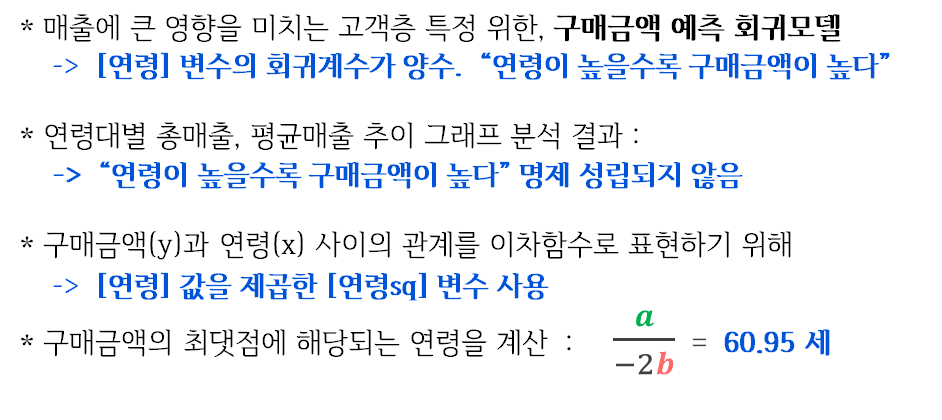 * 매출에 큰 영향을 미치는 고객층 특정 위한, 구매금액 예측 회귀모델
-> [연령] 변수의 회귀계수가 양수. “연령이 높을수록 구매금액이 높다”
* 연령대별 총매출, 평균매출 추이 그래프 분석 결과 :
-> “연령이 높을수록 구매금액이 높다” 명제 성립되지 않음
* 구매금액(y)과 연령(x) 사이의 관계를 이차함수로 표현하기 위해
-> [연령] 값을 제곱한 [연령sq] 변수 사용
* 구매금액의 최댓점에 해당되는 연령을 계산 : a / −2b = 60.95 세